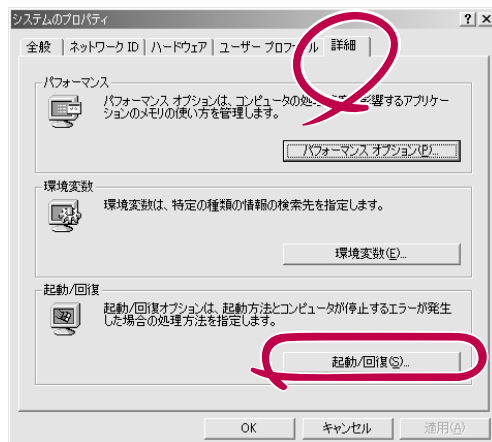 システムのプロパティ
全般 ネットワーク ID ハードウェア ユーザー プロファイル 詳細
パフォーマンス
パフォーマンス オプションは、コンピュータの処 影響するアプリケー
ションのメモリの使い方を管理します。
パフォーマンス オプション(P)...
環境変数
環境変数は、特定の種類の情報の検索先を指定します。
環境変数(E)...
起動/回復
起動/回復オプションは、起動方法とコンピュータが停止するエラーが発生
した場合の処理方法を指定します。
起動/回復(S)...
OK キャンセル 適用(A)